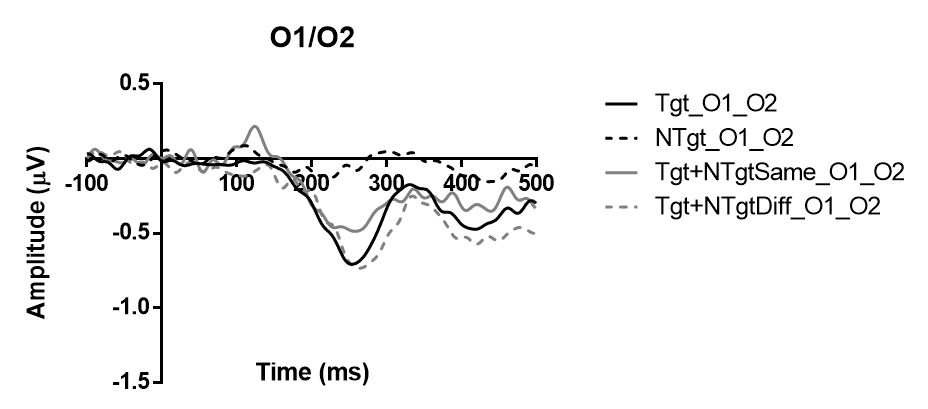 O1/O2
0.5
-0.5
-1.0
-1.5
-100
100
200
300
400
500
Amplitude (µV)
Time (ms)
Tgt_O1_O2
NTgt_O1_O2
Tgt+NTgtSame_O1_O2
Tgt+NTgtDiff_O1_O2